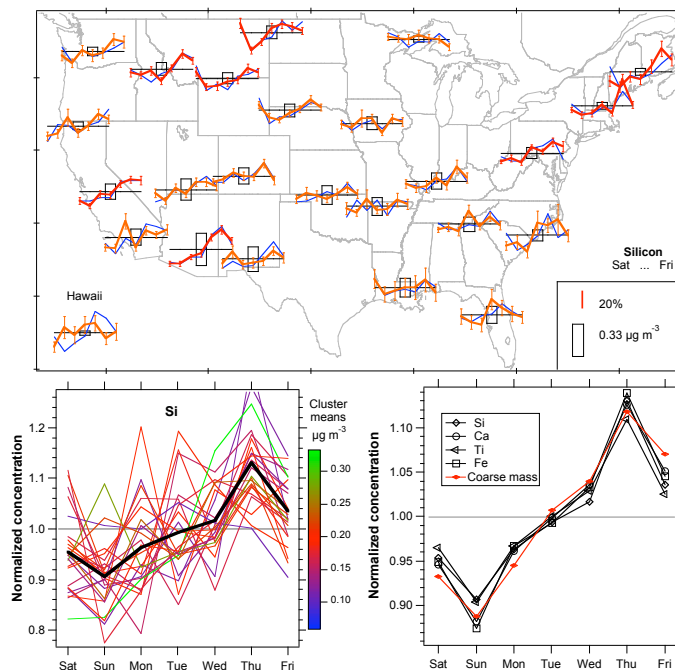 Silicon
Sat ... Fri
Hawaii
20%
0.33 µg m⁻³
Si
Cluster
means
µg m⁻³
Normalized concentration
1.2
1.1
1.0
0.9
0.8
0.30
0.25
0.20
0.15
0.10
Sat Sun Mon Tue Wed Thu Fri
Si
Ca
Ti
Fe
Coarse mass
Normalized concentration
1.10
1.05
1.00
0.95
0.90
Sat Sun Mon Tue Wed Thu Fri